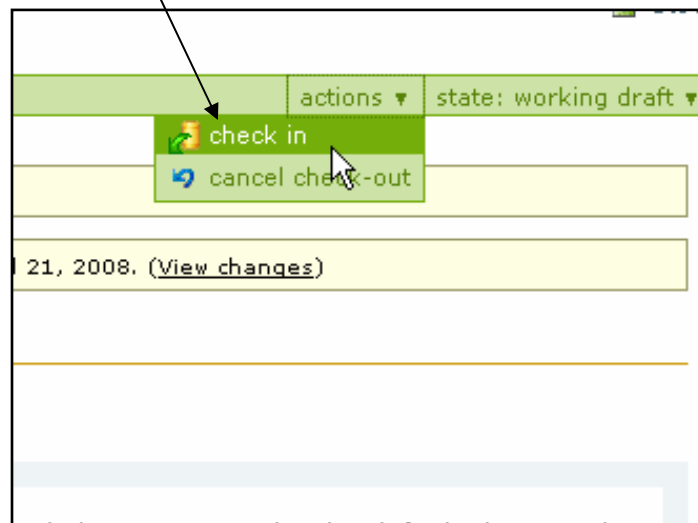 actions ▼ state: working draft ▼
check in
cancel check-out
21, 2008. (View changes)